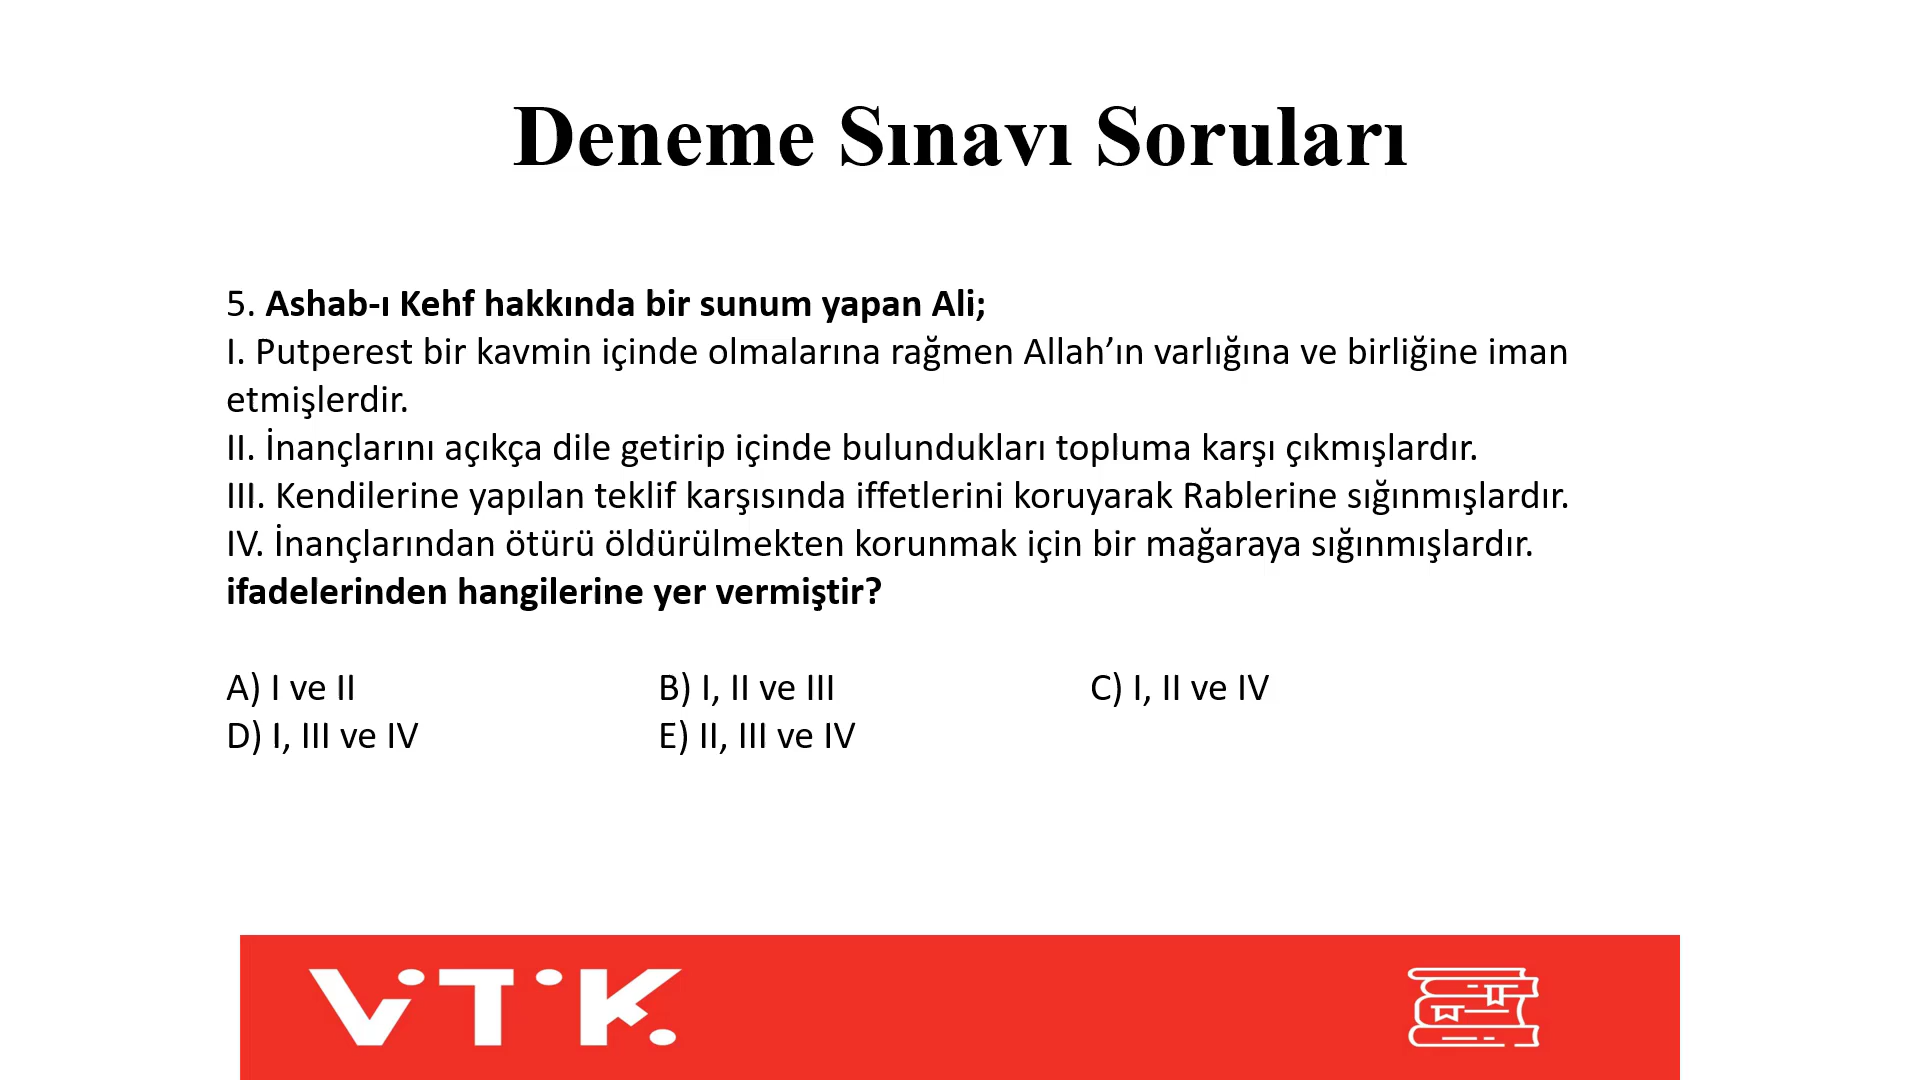 Deneme Sınavı Soruları
5. Ashab-ı Kehf hakkında bir sunum yapan Ali;
I. Putperest bir kavmin içinde olmalarına rağmen Allah’ın varlığına ve birliğine iman
etmişlerdir.
II. İnançlarını açıkça dile getirip içinde bulundukları topluma karşı çıkmışlardır.
III. Kendilerine yapılan teklif karşısında iffetlerini koruyarak Rablerine sığınmışlardır.
IV. İnançlarından ötürü öldürülmekten korunmak için bir mağaraya sığınmışlardır.
ifadelerinden hangilerine yer vermiştir?
A) I ve II B) I, II ve III C) I, II ve IV
D) I, III ve IV E) II, III ve IV
ViTiK